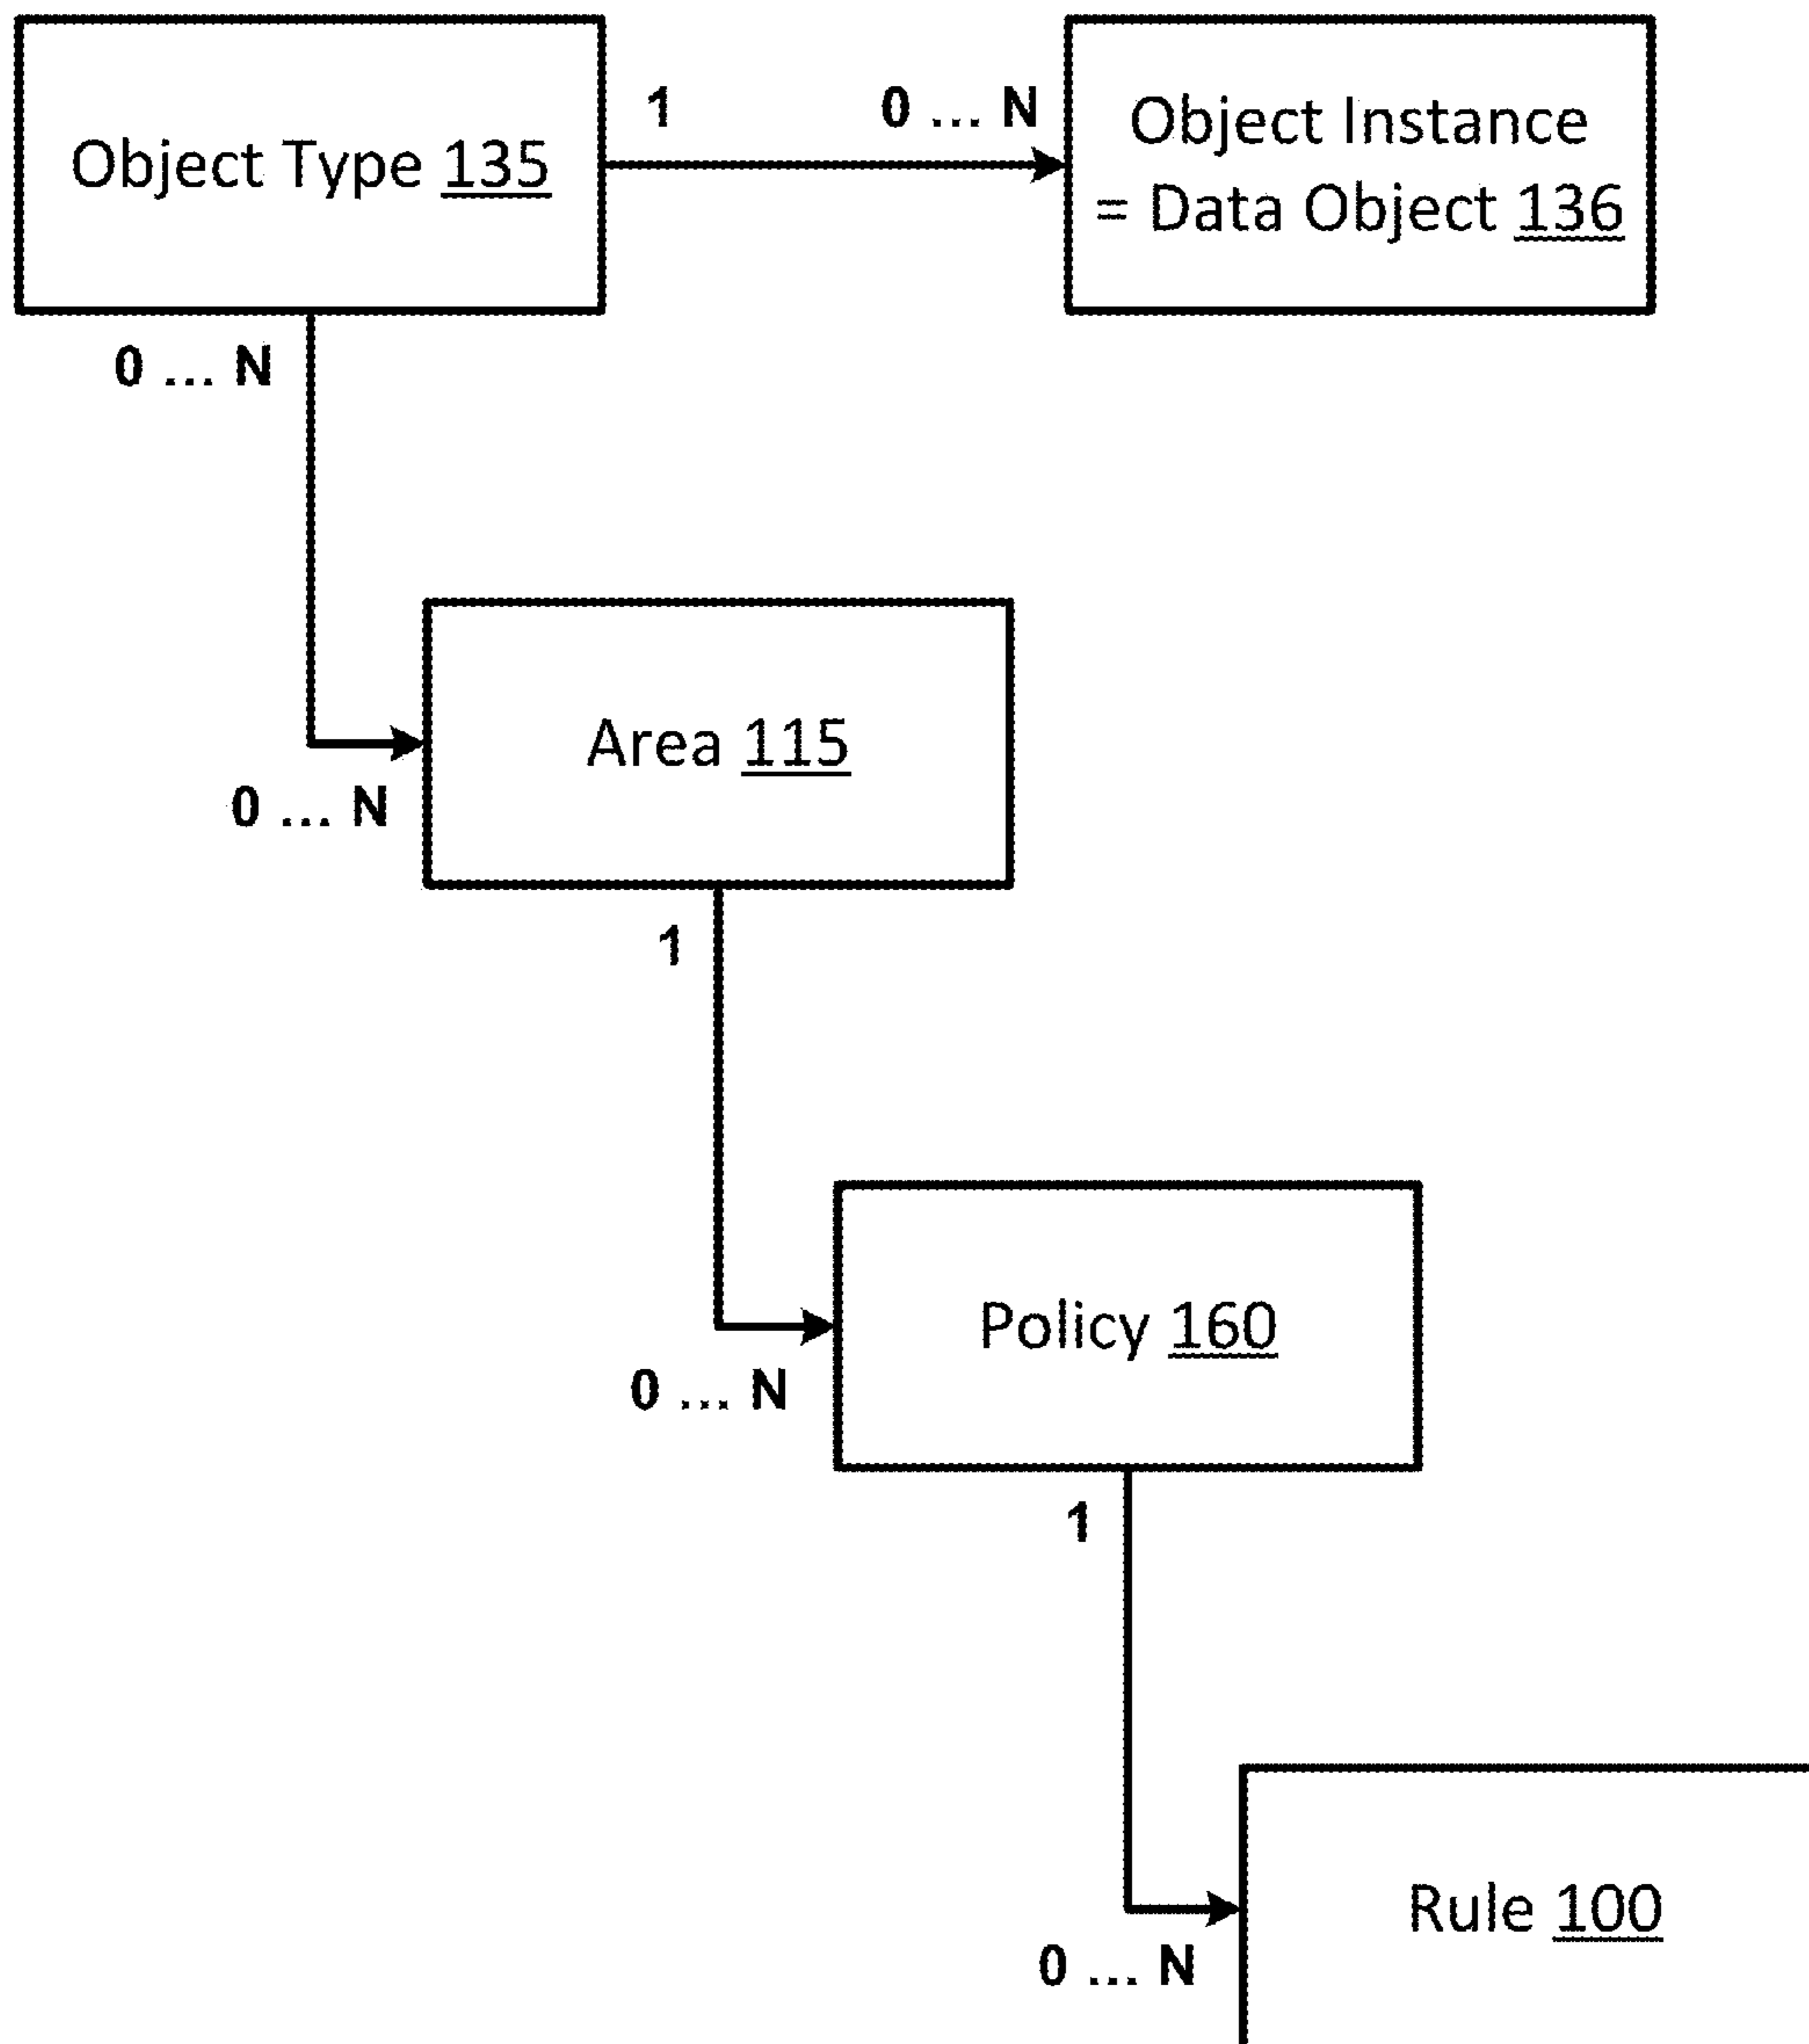 Object Type 135
1
0 ... N
Object Instance
= Data Object 136
0 ... N
Area 115
0 ... N
1
Policy 160
0 ... N
1
Rule 100
0 ... N